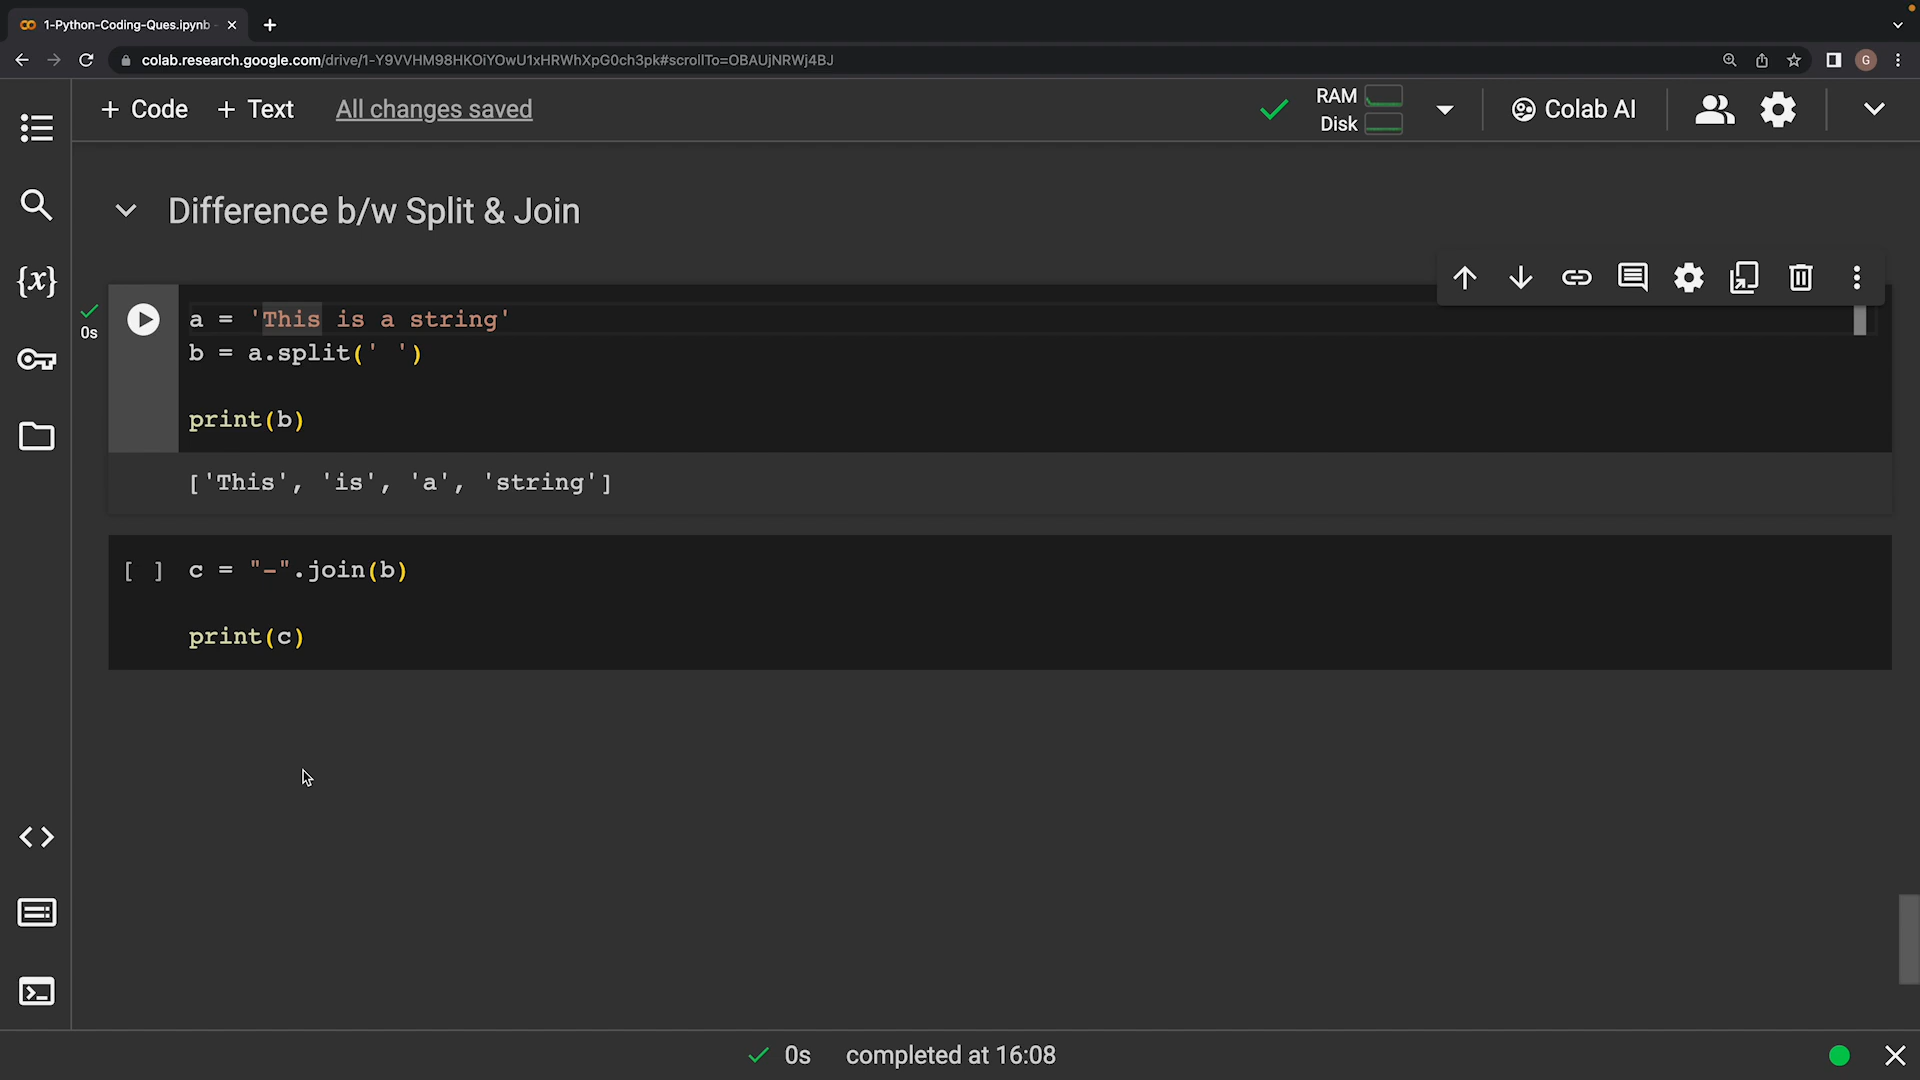 1-Python-Coding-Ques.ipynb -
colab.research.google.com/drive/1-Y9VVHM98HKOiYOwU1xHRWhXpG0ch3pk#scrollTo=OBAUjNRWj4BJ
G
+ Code + Text All changes saved
RAM
Disk
Colab AI
Difference b/w Split & Join
{x}
0s
a = 'This is a string'
b = a.split(' ')
print(b)
['This', 'is', 'a', 'string']
[ ] c = "-".join(b)
print(c)
0s completed at 16:08